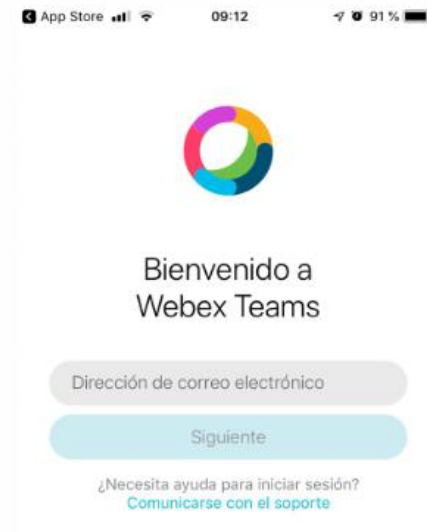 App Store 09:12 91 %
Bienvenido a
Webex Teams
Dirección de correo electrónico
Siguiente
¿Necesita ayuda para iniciar sesión?
Comunicarse con el soporte